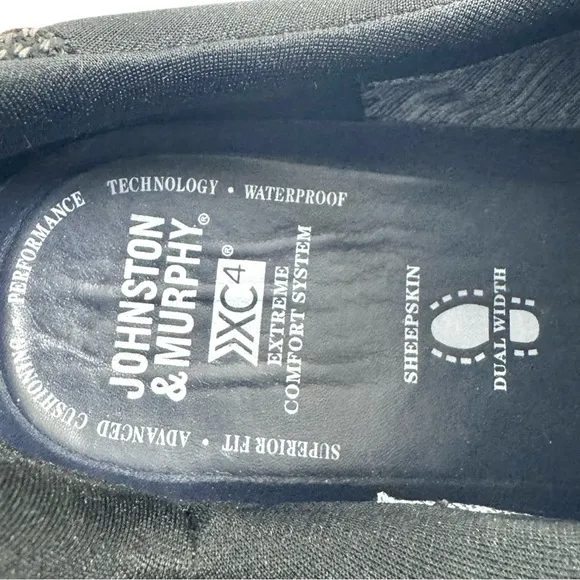 SUPERIOR FIT • ADVANCED CUSHIONING PERFORMANCE TECHNOLOGY • WATERPROOF
JOHNSTON
& MURPHY®
XC4®
EXTREME
COMFORT SYSTEM
SHEEPSKIN
DUAL WIDTH